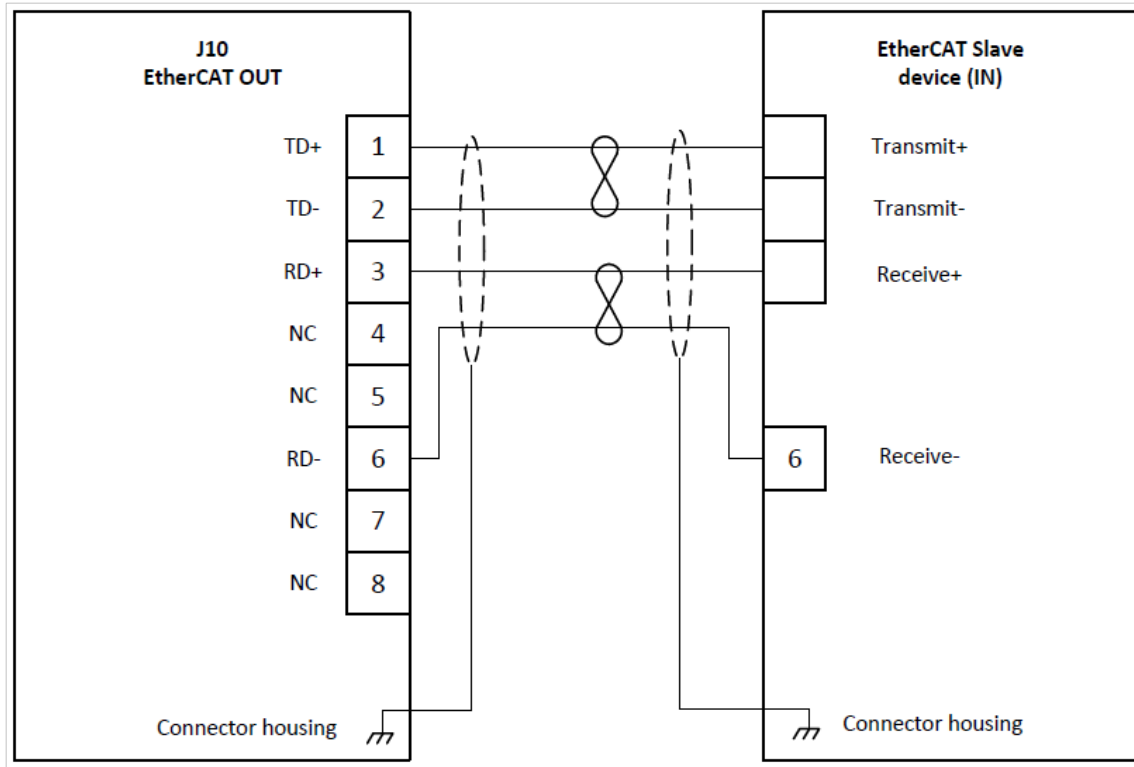 J10
EtherCAT OUT
EtherCAT Slave
device (IN)
TD+ 1 Transmit+
TD- 2 Transmit-
RD+ 3 Receive+
NC 4
NC 5
RD- 6 6 Receive-
NC 7
NC 8
Connector housing Connector housing